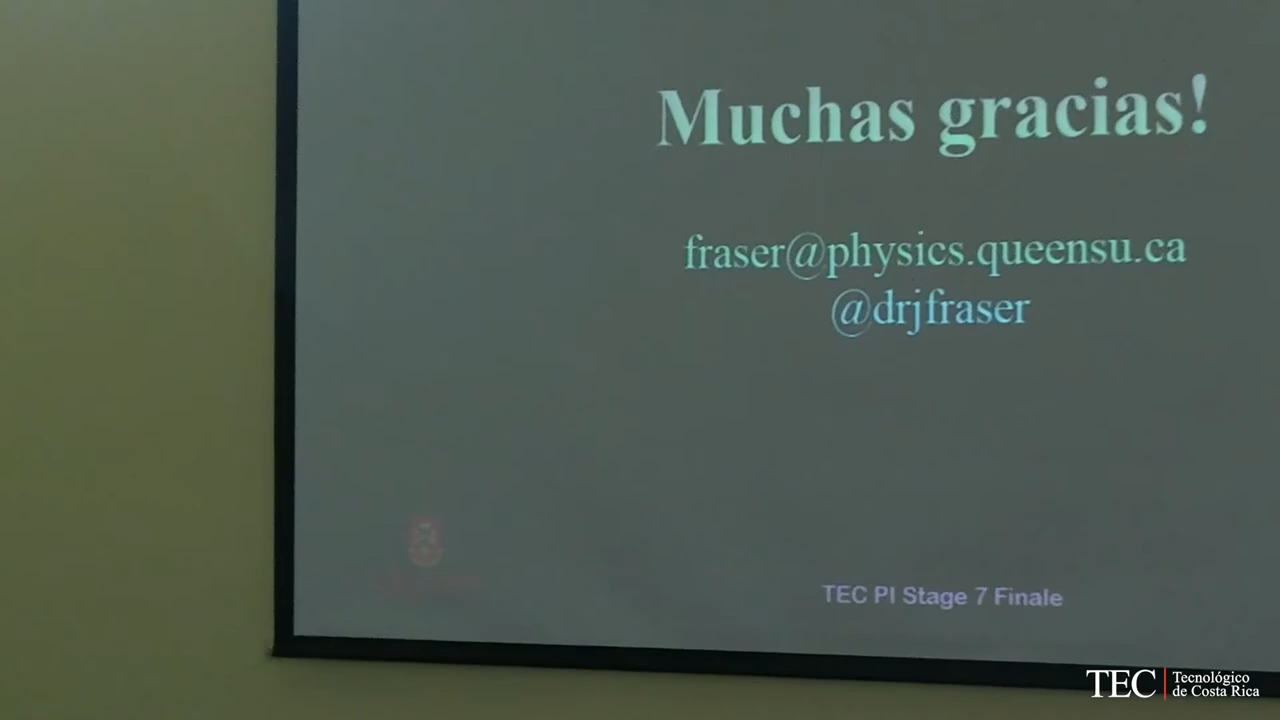 Muchas gracias!
fraser@physics.queensu.ca
@drjfraser
TEC PI Stage 7 Finale
TEC | Tecnológico
de Costa Rica